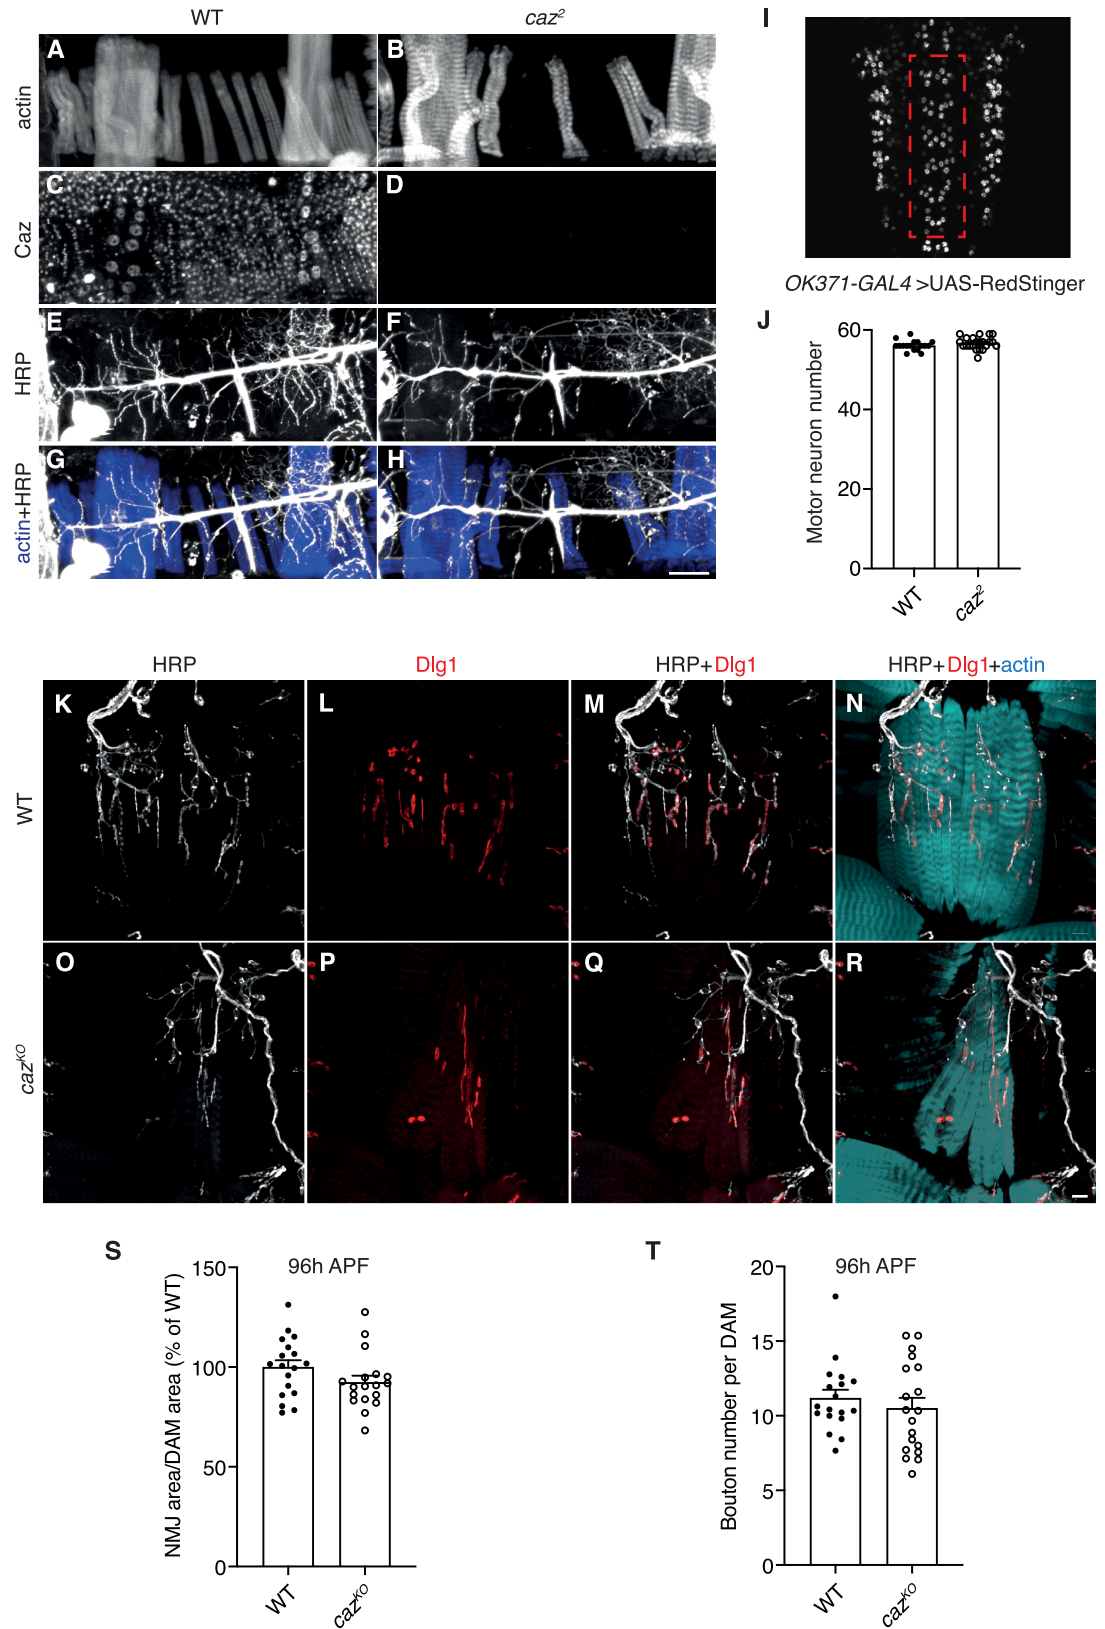 WT
caz²
I
A
B
actin
C
D
Caz
E
F
HRP
G
H
actin+HRP
OK371-GAL4 >UAS-RedStinger
J
60
40
20
0
Motor neuron number
WT
caz²
HRP
Dlg1
HRP+Dlg1
HRP+Dlg1+actin
K
L
M
N
WT
O
P
Q
R
cazᴷᴼ
S
96h APF
150
100
50
0
NMJ area/DAM area (% of WT)
WT
cazᴷᴼ
T
96h APF
20
15
10
5
0
Bouton number per DAM
WT
cazᴷᴼ